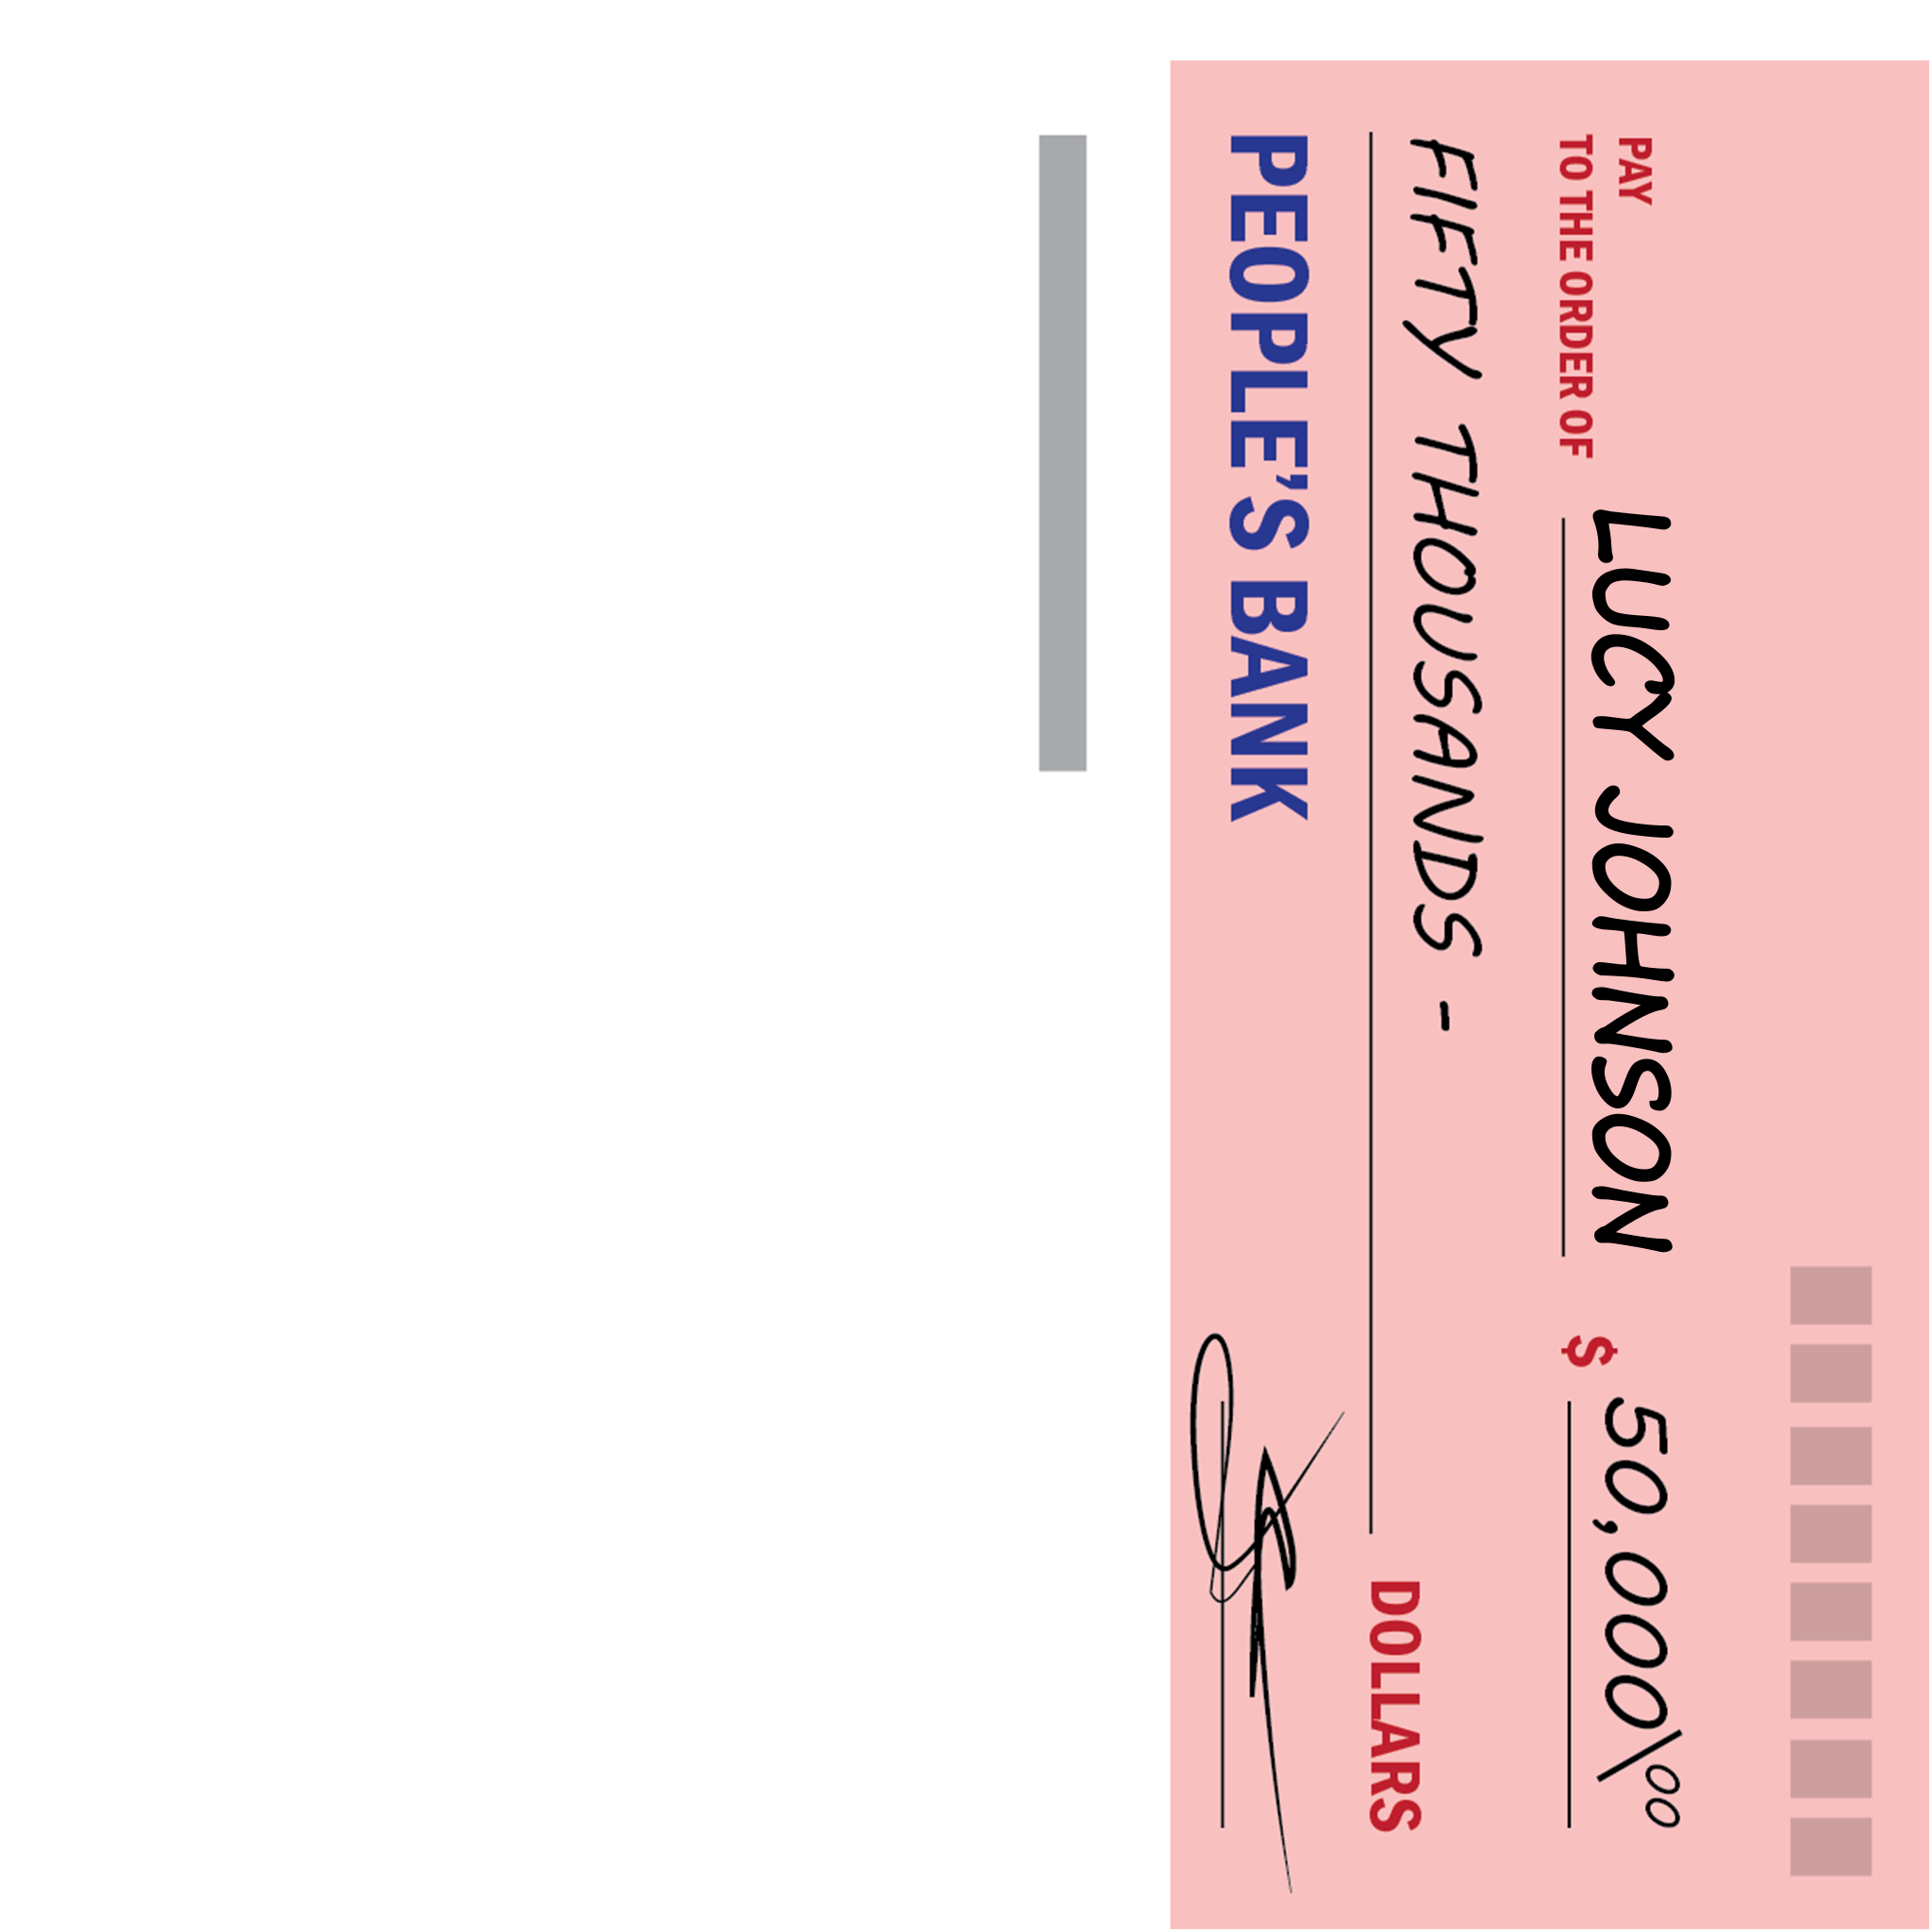 PAY
TO THE ORDER OF LUCY JOHNSON $ 50,000/00
FIFTY THOUSANDS - DOLLARS
PEOPLE'S BANK